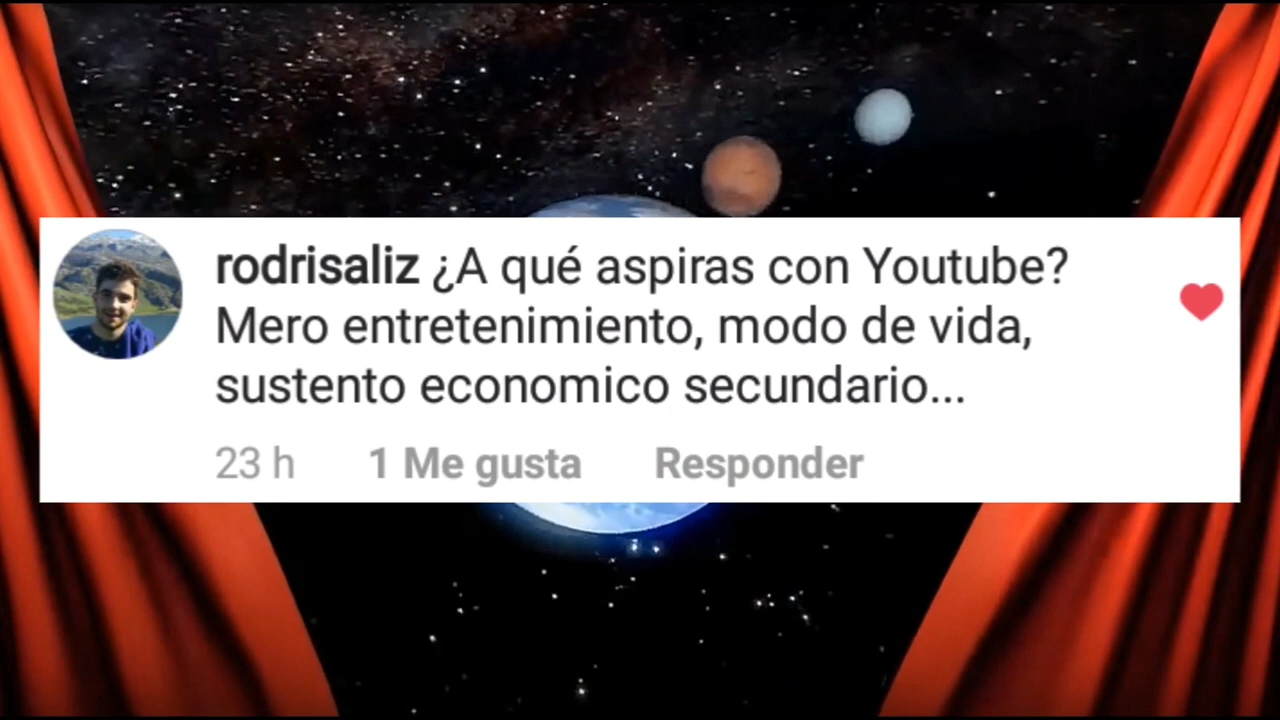 rodrisaliz ¿A qué aspiras con Youtube?
Mero entretenimiento, modo de vida,
sustento economico secundario...
23 h 1 Me gusta Responder